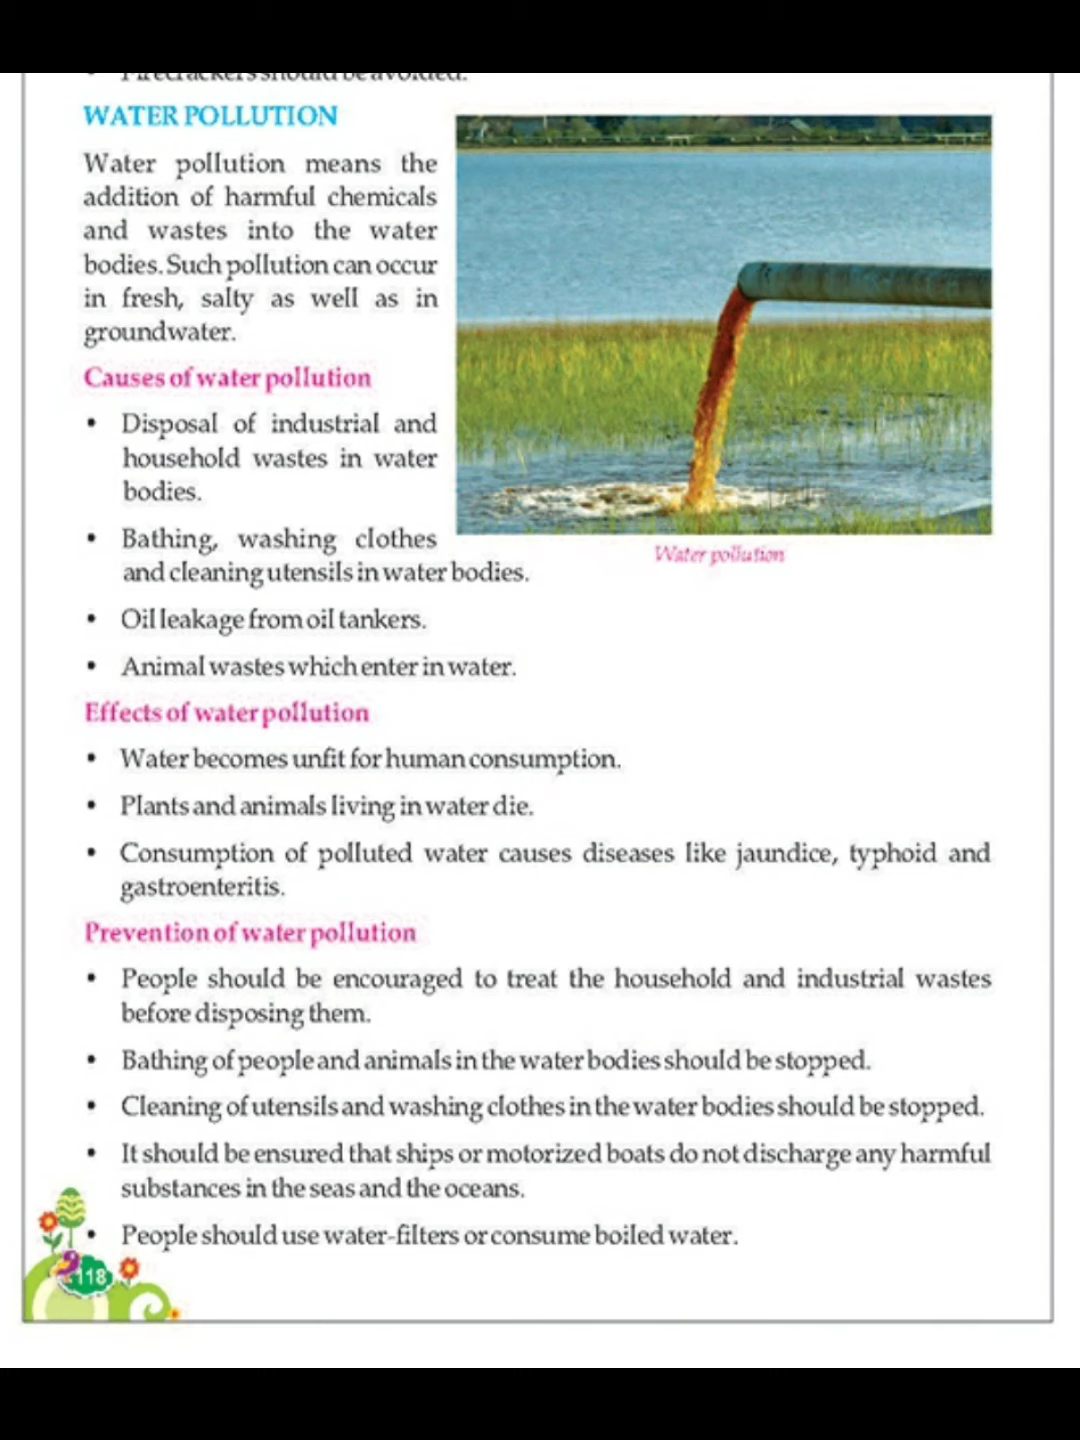 Firecrackers should be avoided.
WATER POLLUTION
Water pollution means the
addition of harmful chemicals
and wastes into the water
bodies. Such pollution can occur
in fresh, salty as well as in
groundwater.
Causes of water pollution
• Disposal of industrial and
household wastes in water
bodies.
• Bathing, washing clothes
and cleaning utensils in water bodies.
• Oil leakage from oil tankers.
• Animal wastes which enter in water.
Water pollution
Effects of water pollution
• Water becomes unfit for human consumption.
• Plants and animals living in water die.
• Consumption of polluted water causes diseases like jaundice, typhoid and
gastroenteritis.
Prevention of water pollution
• People should be encouraged to treat the household and industrial wastes
before disposing them.
• Bathing of people and animals in the water bodies should be stopped.
• Cleaning of utensils and washing clothes in the water bodies should be stopped.
• It should be ensured that ships or motorized boats do not discharge any harmful
substances in the seas and the oceans.
• People should use water-filters or consume boiled water.
118